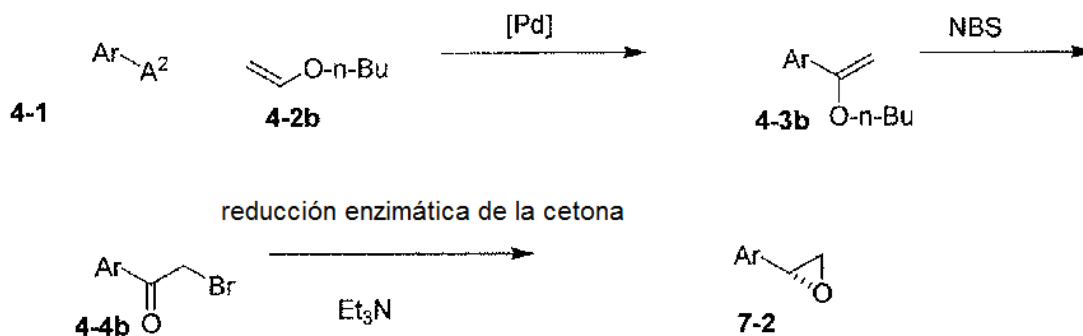 [Pd]
NBS
Ar
A²
O-n-Bu
Ar
O-n-Bu
4-1
4-2b
4-3b
reducción enzimática de la cetona
Ar
Br
O
Et₃N
Ar
O
4-4b
7-2